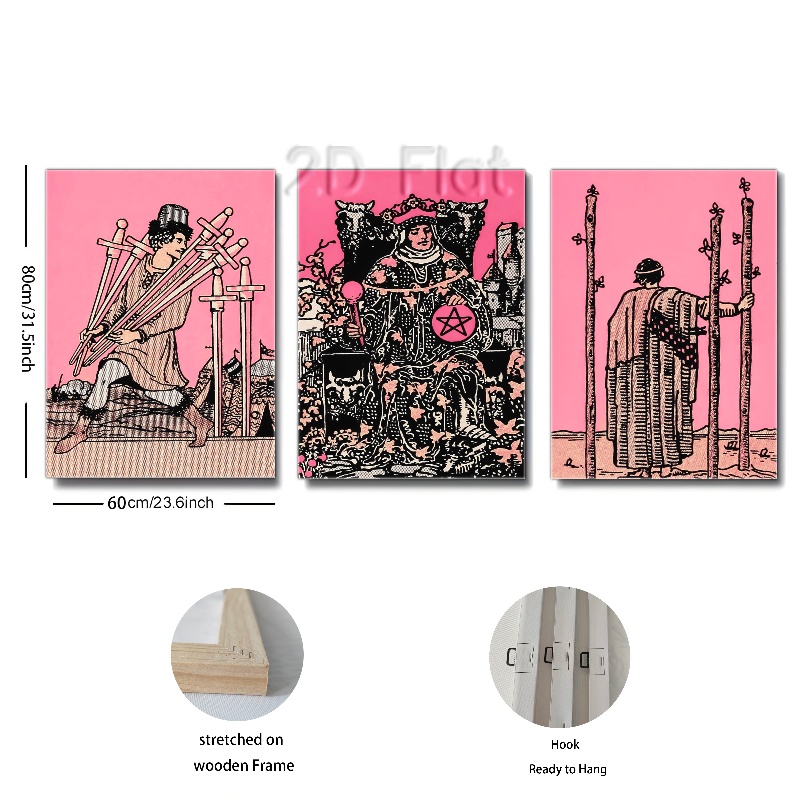 2D Flat
80cm/31.5inch
60cm/23.6inch
stretched on
wooden Frame
Hook
Ready to Hang